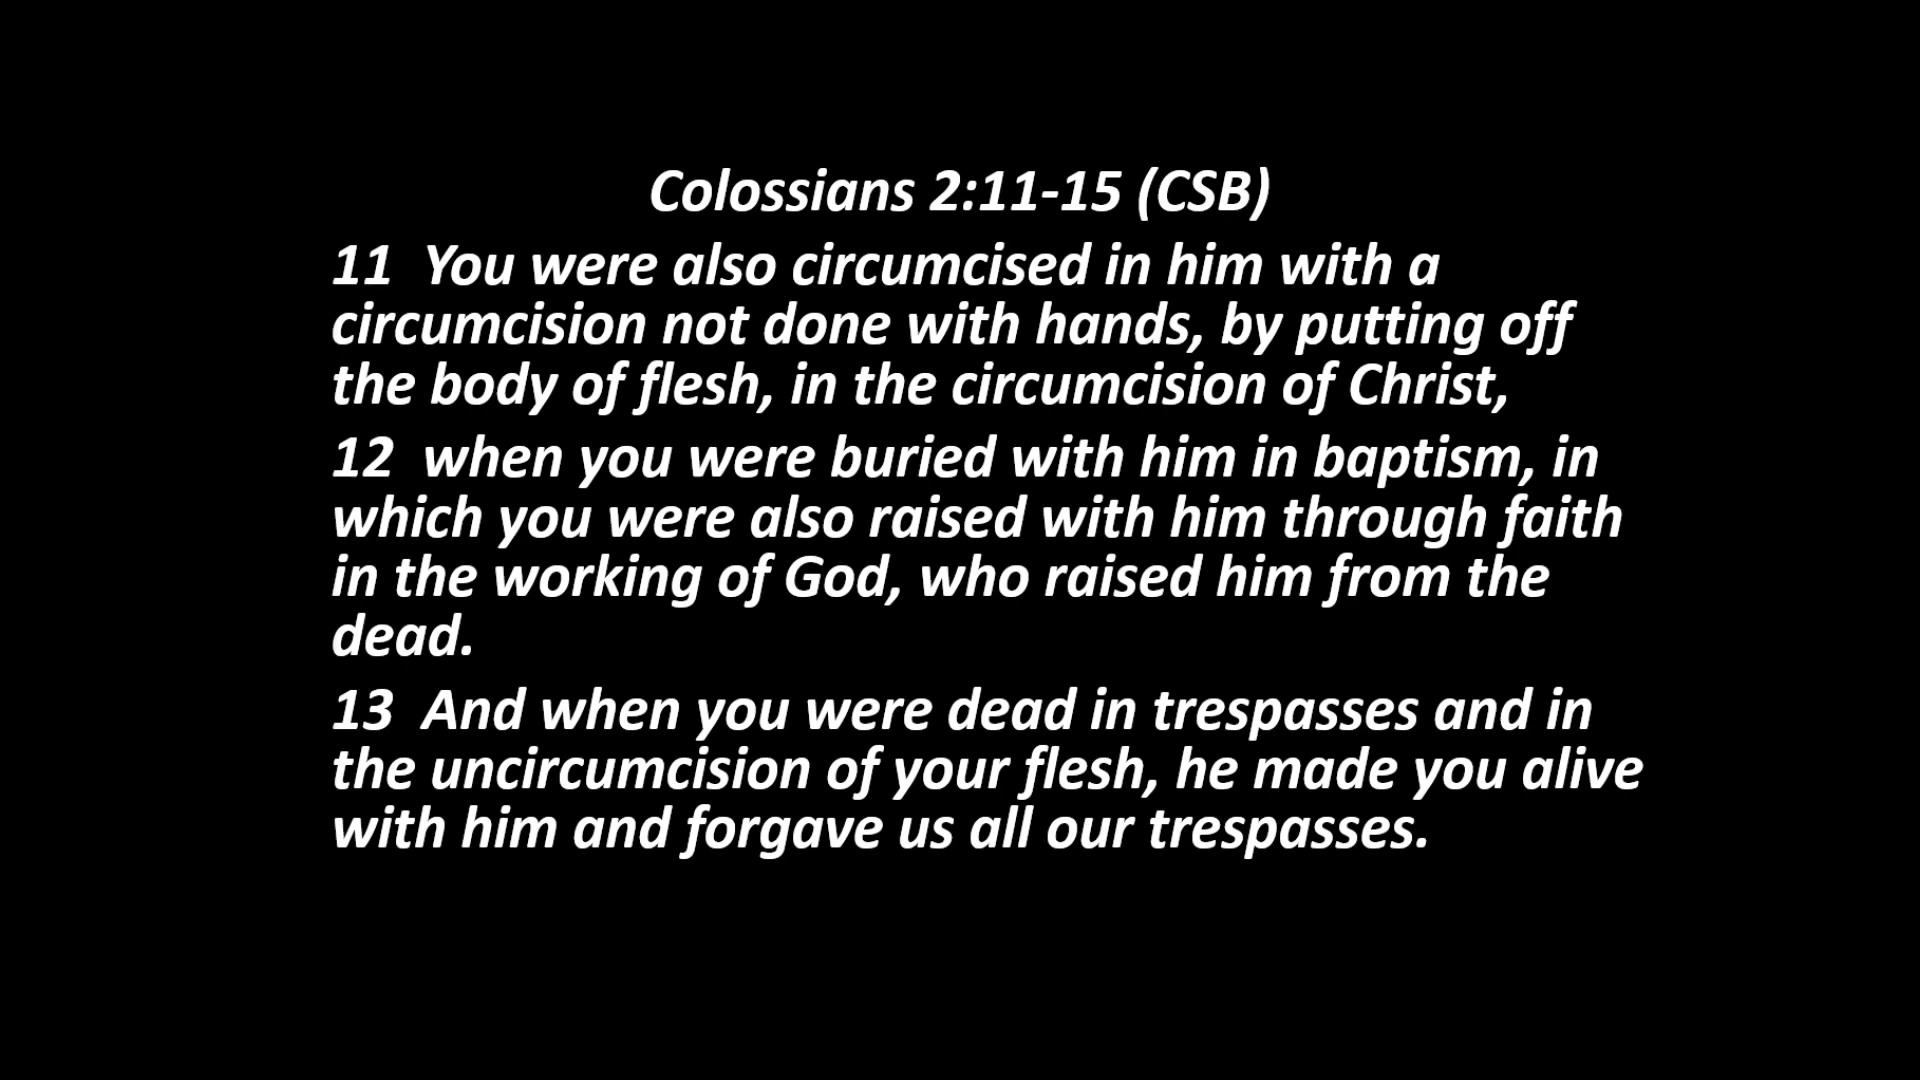 Colossians 2:11-15 (CSB)
11 You were also circumcised in him with a
circumcision not done with hands, by putting off
the body of flesh, in the circumcision of Christ,
12 when you were buried with him in baptism, in
which you were also raised with him through faith
in the working of God, who raised him from the
dead.
13 And when you were dead in trespasses and in
the uncircumcision of your flesh, he made you alive
with him and forgave us all our trespasses.